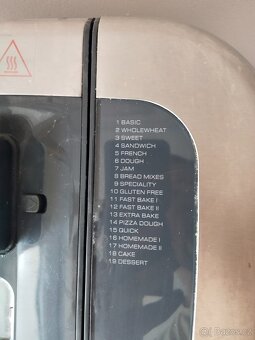 1 BASIC
2 WHOLEWHEAT
3 SWEET
4 SANDWICH
5 FRENCH
6 DOUGH
7 JAM
8 BREAD MIXES
9 SPECIALITY
10 GLUTEN FREE
11 FAST BAKE I
12 FAST BAKE II
13 EXTRA BAKE
14 PIZZA DOUGH
15 QUICK
16 HOMEMADE I
17 HOMEMADE II
18 CAKE
19 DESSERT